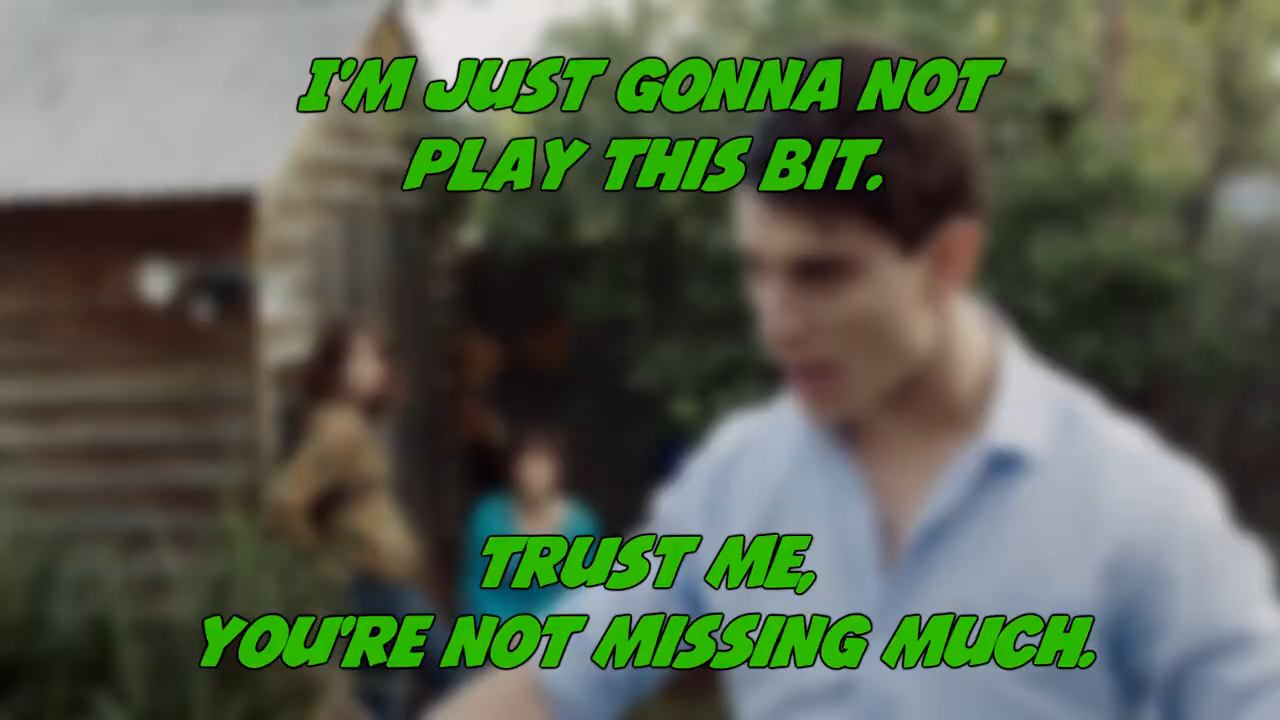 I'M JUST GONNA NOT
PLAY THIS BIT.
TRUST ME,
YOU'RE NOT MISSING MUCH.